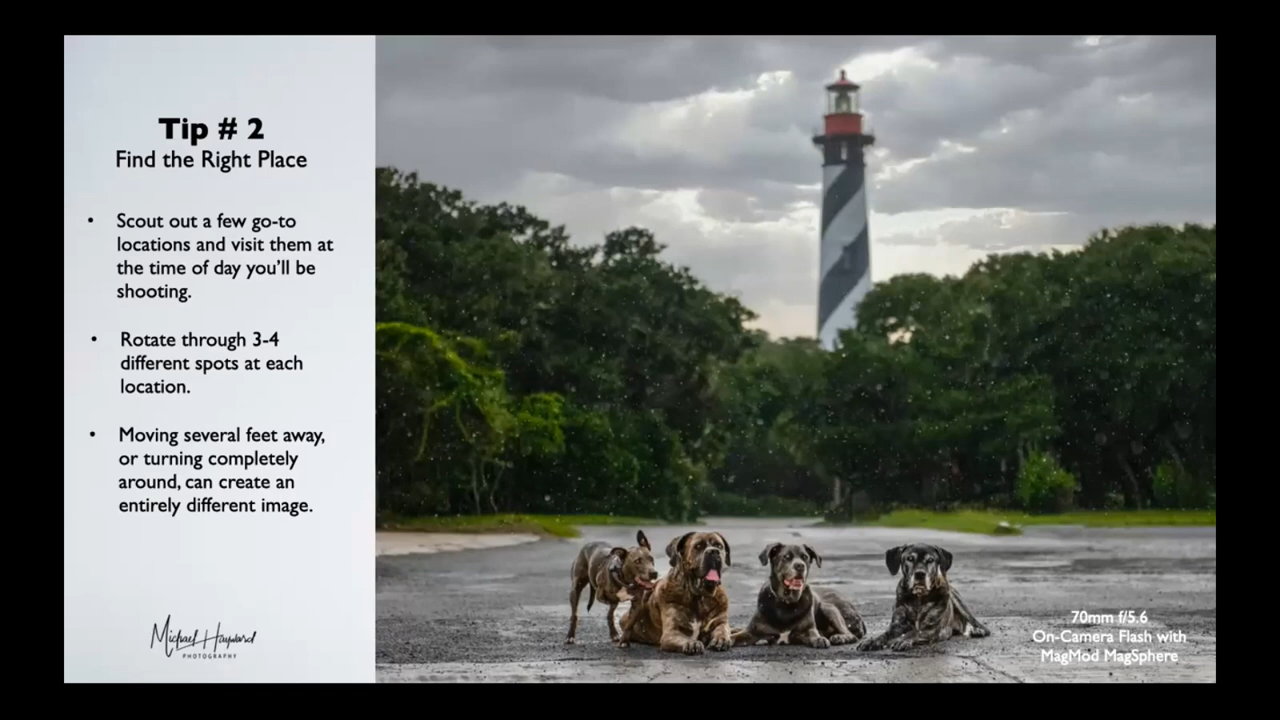 Tip # 2
Find the Right Place
• Scout out a few go-to
locations and visit them at
the time of day you'll be
shooting.
• Rotate through 3-4
different spots at each
location.
• Moving several feet away,
or turning completely
around, can create an
entirely different image.
Michael Hayward
PHOTOGRAPHY
70mm f/5.6
On-Camera Flash with
MagMod MagSphere